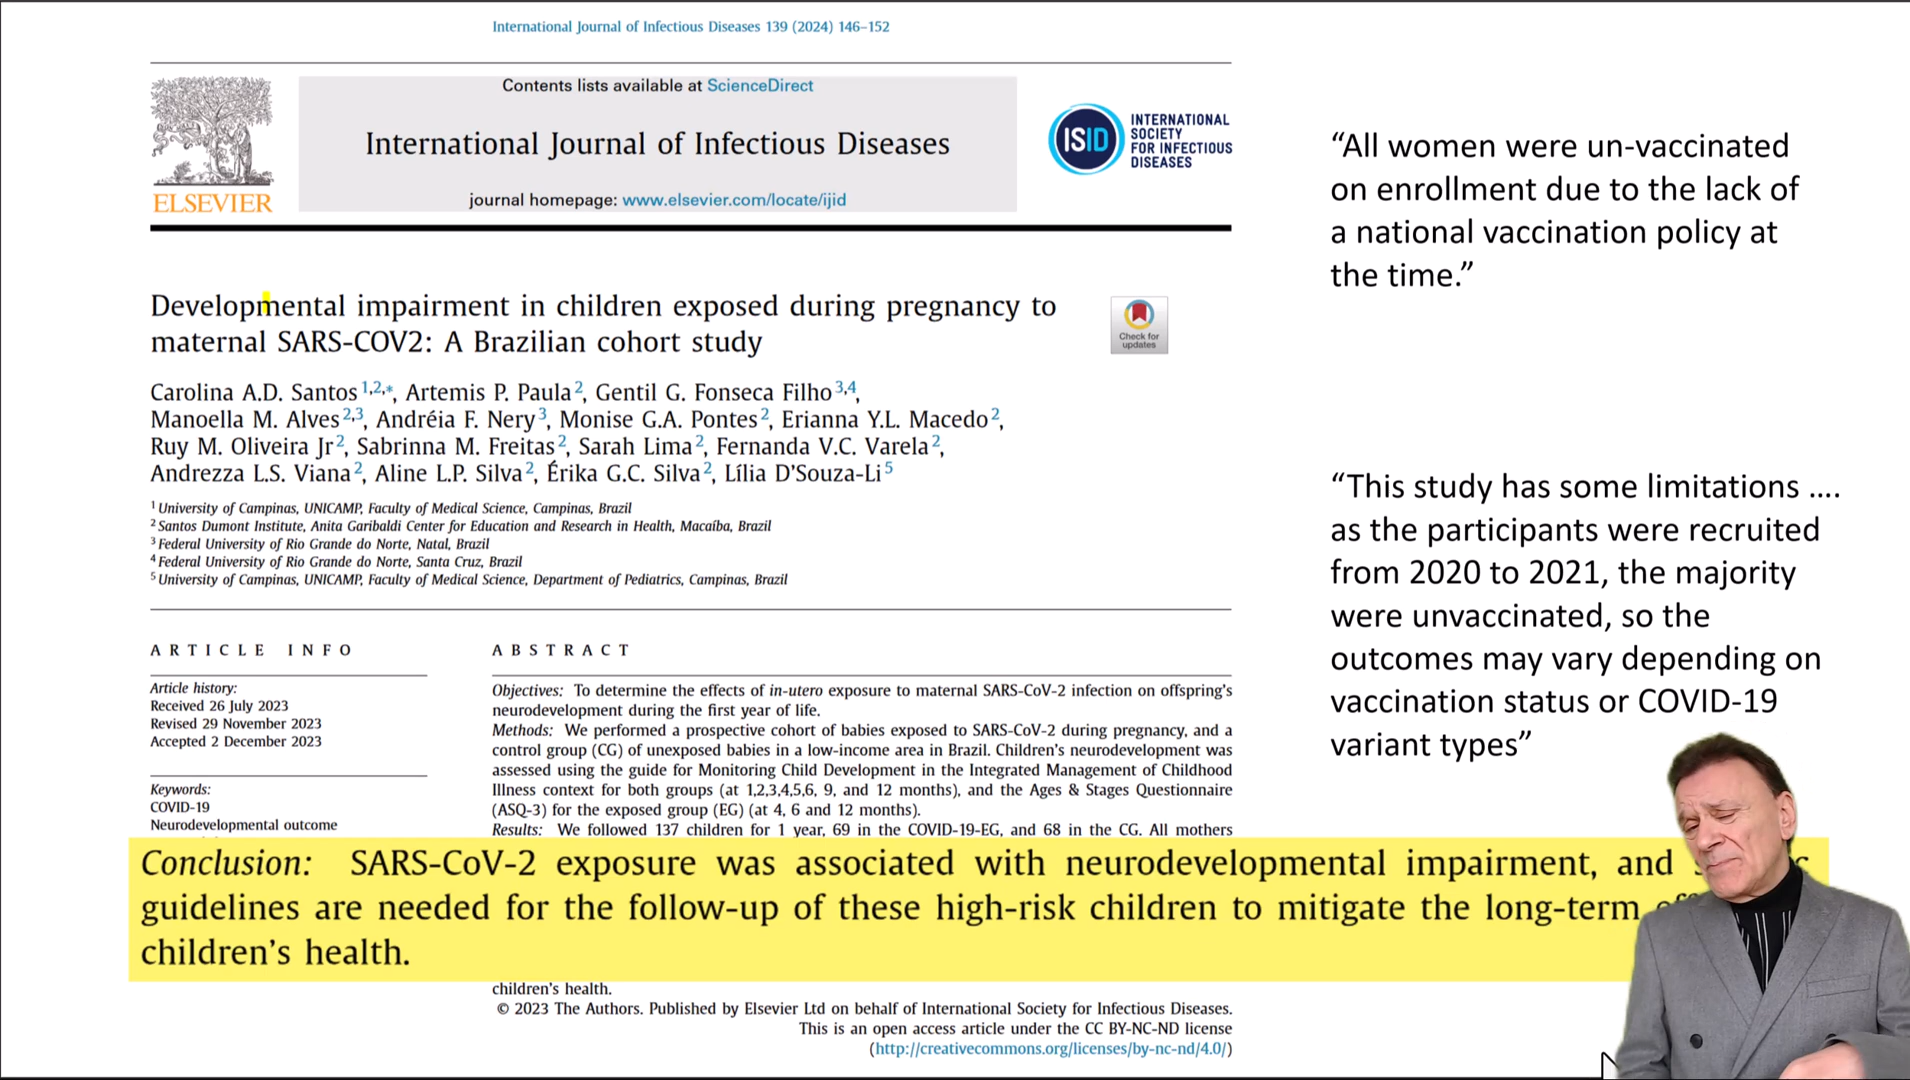 International Journal of Infectious Diseases 139 (2024) 146–152
Contents lists available at ScienceDirect
International Journal of Infectious Diseases
journal homepage: www.elsevier.com/locate/ijid
ELSEVIER
ISID
INTERNATIONAL
SOCIETY
FOR INFECTIOUS
DISEASES
Developmental impairment in children exposed during pregnancy to
maternal SARS-COV2: A Brazilian cohort study
Check for
updates
Carolina A.D. Santos 1,2,*, Artemis P. Paula 2, Gentil G. Fonseca Filho 3,4,
Manoella M. Alves 2,3, Andréia F. Nery 3, Monise G.A. Pontes 2, Erianna Y.L. Macedo 2,
Ruy M. Oliveira Jr 2, Sabrinna M. Freitas 2, Sarah Lima 2, Fernanda V.C. Varela 2,
Andrezza L.S. Viana 2, Aline L.P. Silva 2, Érika G.C. Silva 2, Lília D'Souza-Li 5
1 University of Campinas, UNICAMP, Faculty of Medical Science, Campinas, Brazil
2 Santos Dumont Institute, Anita Garibaldi Center for Education and Research in Health, Macaíba, Brazil
3 Federal University of Rio Grande do Norte, Natal, Brazil
4 Federal University of Rio Grande do Norte, Santa Cruz, Brazil
5 University of Campinas, UNICAMP, Faculty of Medical Science, Department of Pediatrics, Campinas, Brazil
ARTICLE INFO
Article history:
Received 26 July 2023
Revised 29 November 2023
Accepted 2 December 2023
Keywords:
COVID-19
Neurodevelopmental outcome
ABSTRACT
Objectives: To determine the effects of in-utero exposure to maternal SARS-CoV-2 infection on offspring's
neurodevelopment during the first year of life.
Methods: We performed a prospective cohort of babies exposed to SARS-CoV-2 during pregnancy, and a
control group (CG) of unexposed babies in a low-income area in Brazil. Children's neurodevelopment was
assessed using the guide for Monitoring Child Development in the Integrated Management of Childhood
Illness context for both groups (at 1,2,3,4,5,6, 9, and 12 months), and the Ages & Stages Questionnaire
(ASQ-3) for the exposed group (EG) (at 4, 6 and 12 months).
Results: We followed 137 children for 1 year, 69 in the COVID-19-EG, and 68 in the CG. All mothers
Conclusion: SARS-CoV-2 exposure was associated with neurodevelopmental impairment, and
guidelines are needed for the follow-up of these high-risk children to mitigate the long-term
children's health.
children's health.
© 2023 The Authors. Published by Elsevier Ltd on behalf of International Society for Infectious Diseases.
This is an open access article under the CC BY-NC-ND license
(http://creativecommons.org/licenses/by-nc-nd/4.0/)
“All women were un-vaccinated
on enrollment due to the lack of
a national vaccination policy at
the time.”
“This study has some limitations ....
as the participants were recruited
from 2020 to 2021, the majority
were unvaccinated, so the
outcomes may vary depending on
vaccination status or COVID-19
variant types”